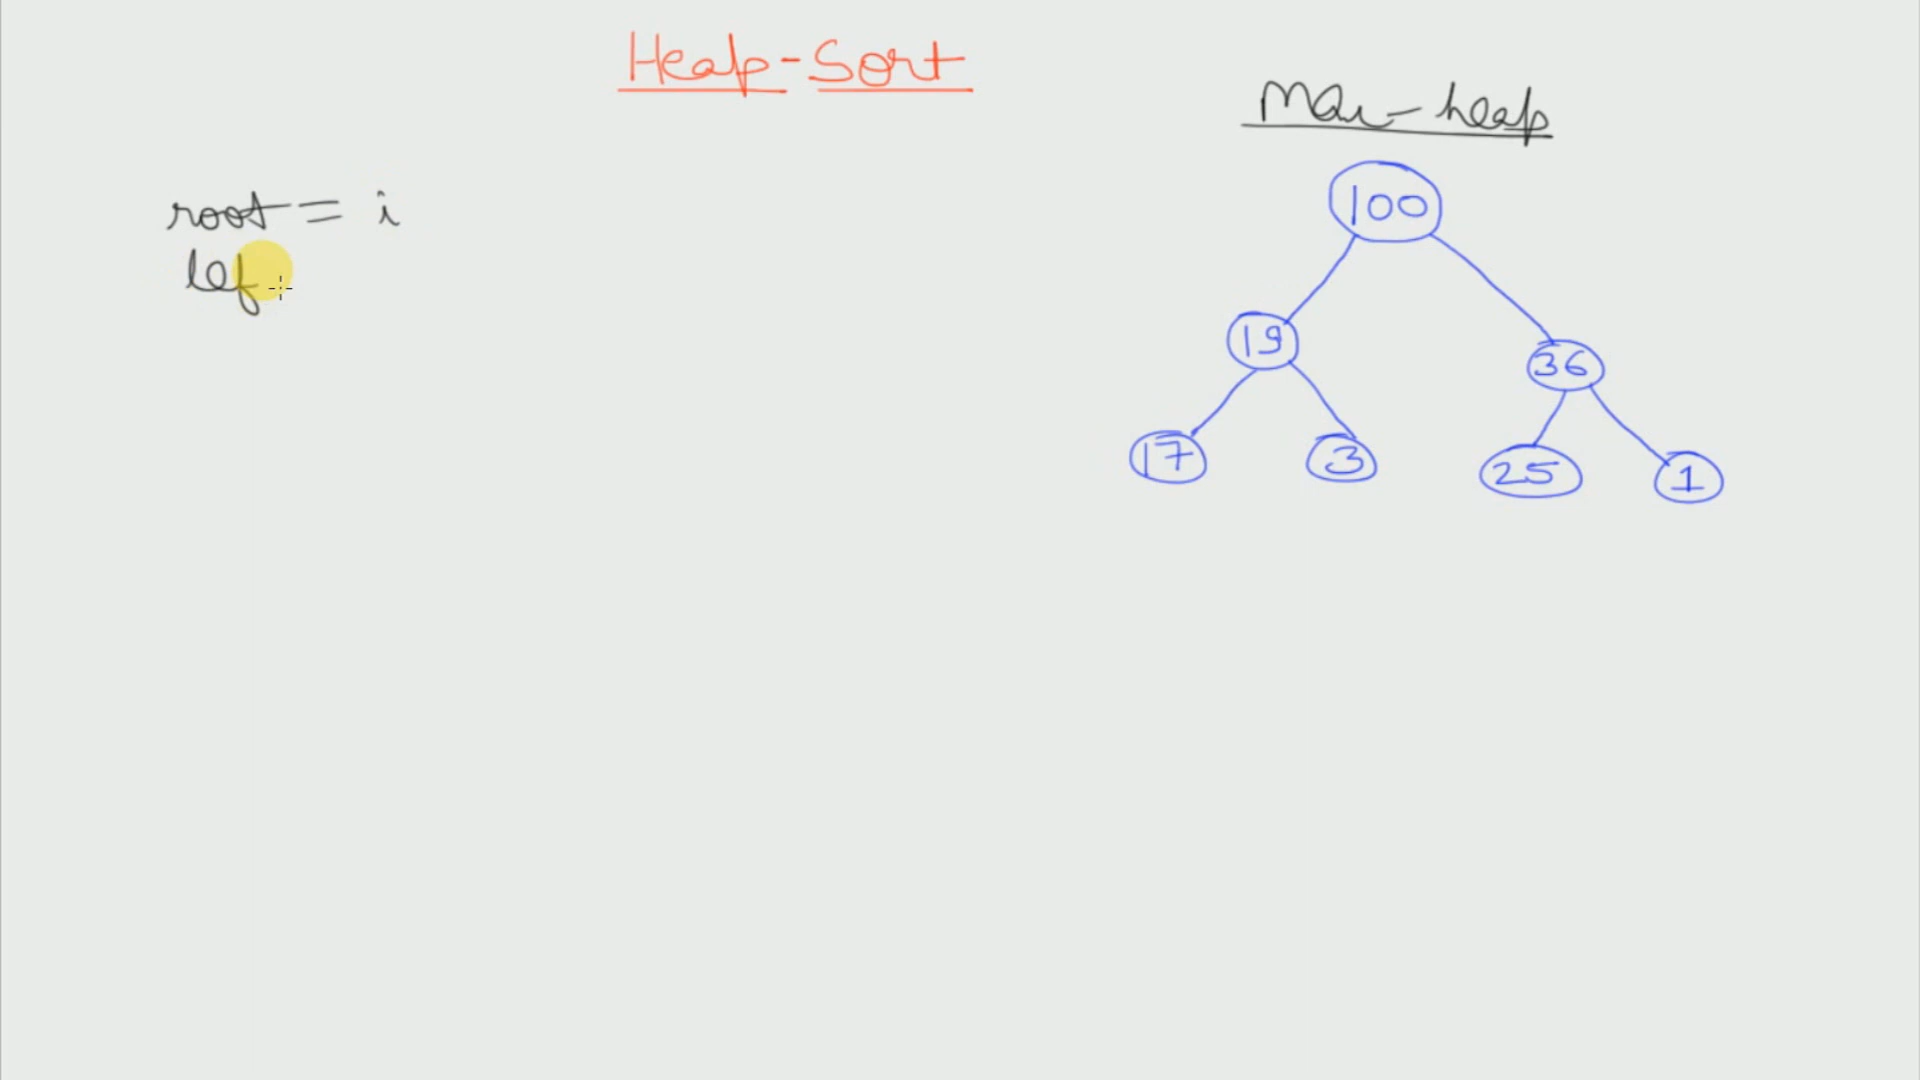 Heap-Sort
Max-heap
root = i
lef
100
19
36
17
3
25
1